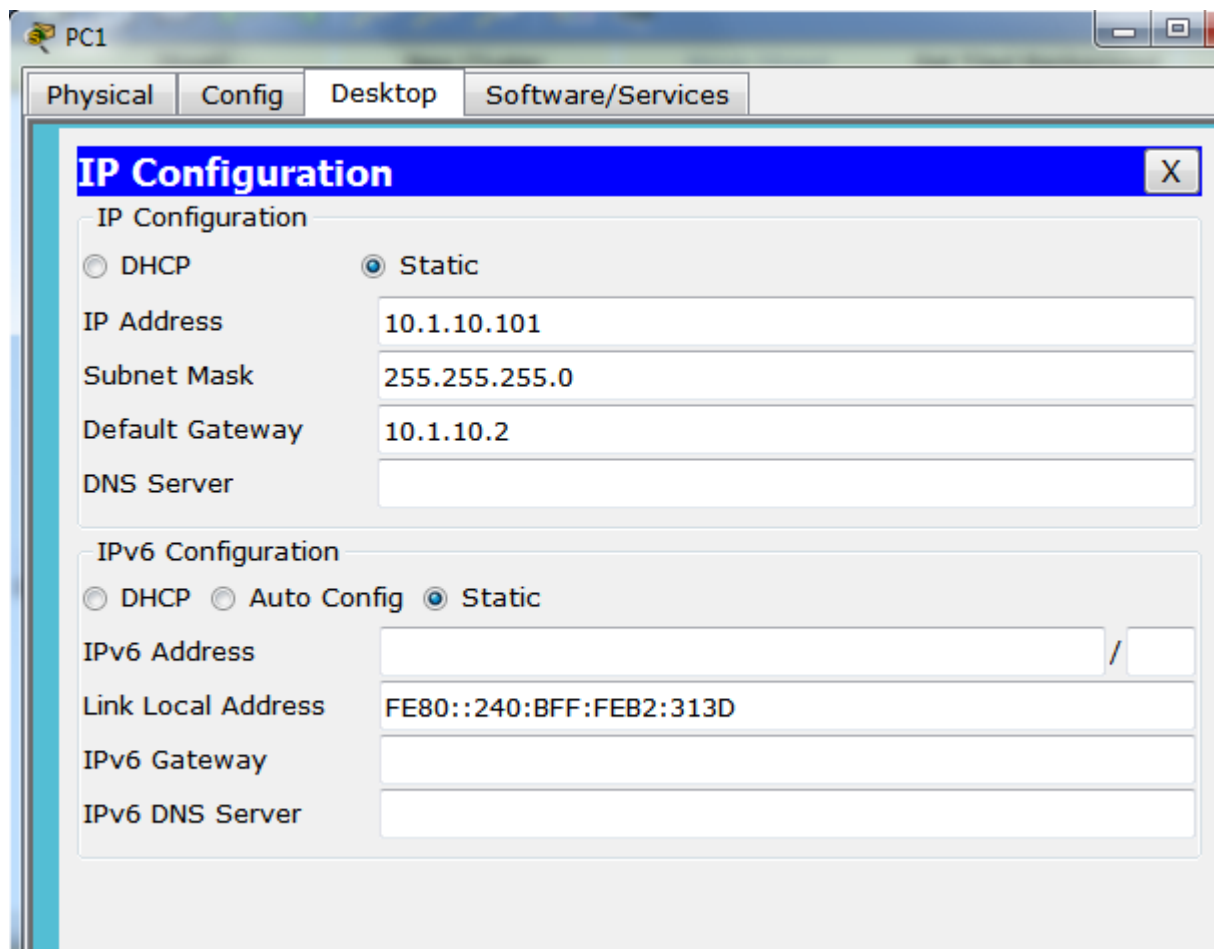 PC1
Physical Config Desktop Software/Services
IP Configuration X
IP Configuration
DHCP Static
IP Address 10.1.10.101
Subnet Mask 255.255.255.0
Default Gateway 10.1.10.2
DNS Server
IPv6 Configuration
DHCP Auto Config Static
IPv6 Address /
Link Local Address FE80::240:BFF:FEB2:313D
IPv6 Gateway
IPv6 DNS Server